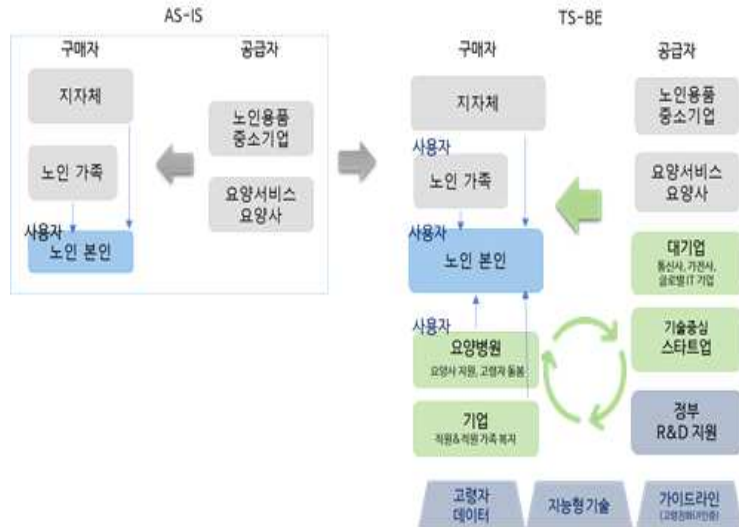 AS-IS
구매자
공급자
지자체
노인용품
중소기업
노인 가족
요양서비스
요양사
사용자
노인 본인
TS-BE
구매자
공급자
지자체
노인용품
중소기업
사용자
노인 가족
요양서비스
요양사
사용자
노인 본인
대기업
통신사, 가전사,
글로벌 IT 기업
사용자
요양병원
요양사 지원, 고령자 돌봄
기술중심
스타트업
기업
직원&직원 가족 복지
정부
R&D 지원
고령자
데이터
지능형 기술
가이드라인